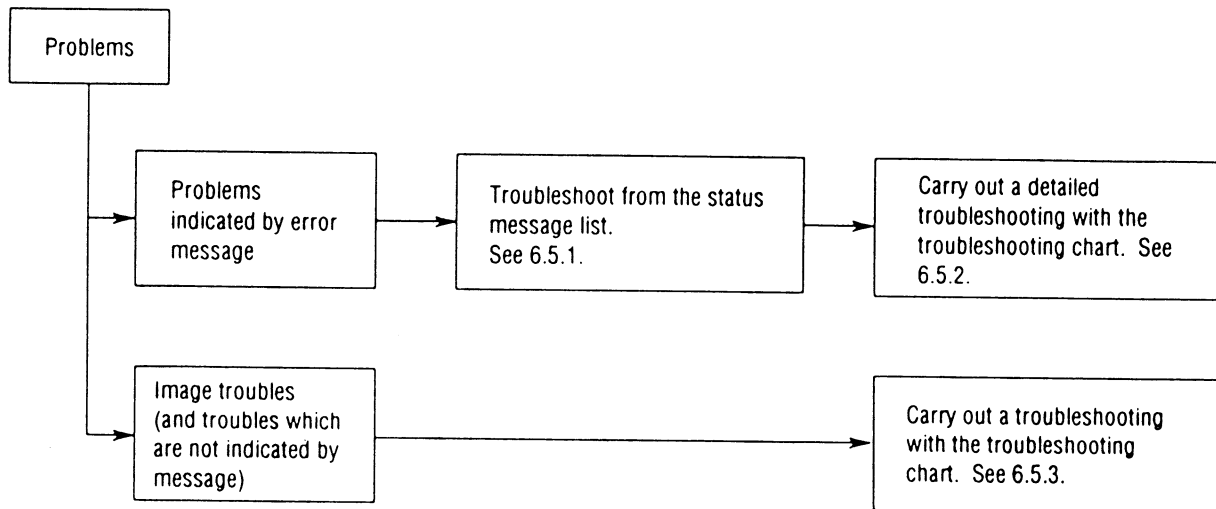 Problems
Problems
indicated by error
message
Troubleshoot from the status
message list.
See 6.5.1.
Carry out a detailed
troubleshooting with the
troubleshooting chart. See
6.5.2.
Image troubles
(and troubles which
are not indicated by
message)
Carry out a troubleshooting
with the troubleshooting
chart. See 6.5.3.